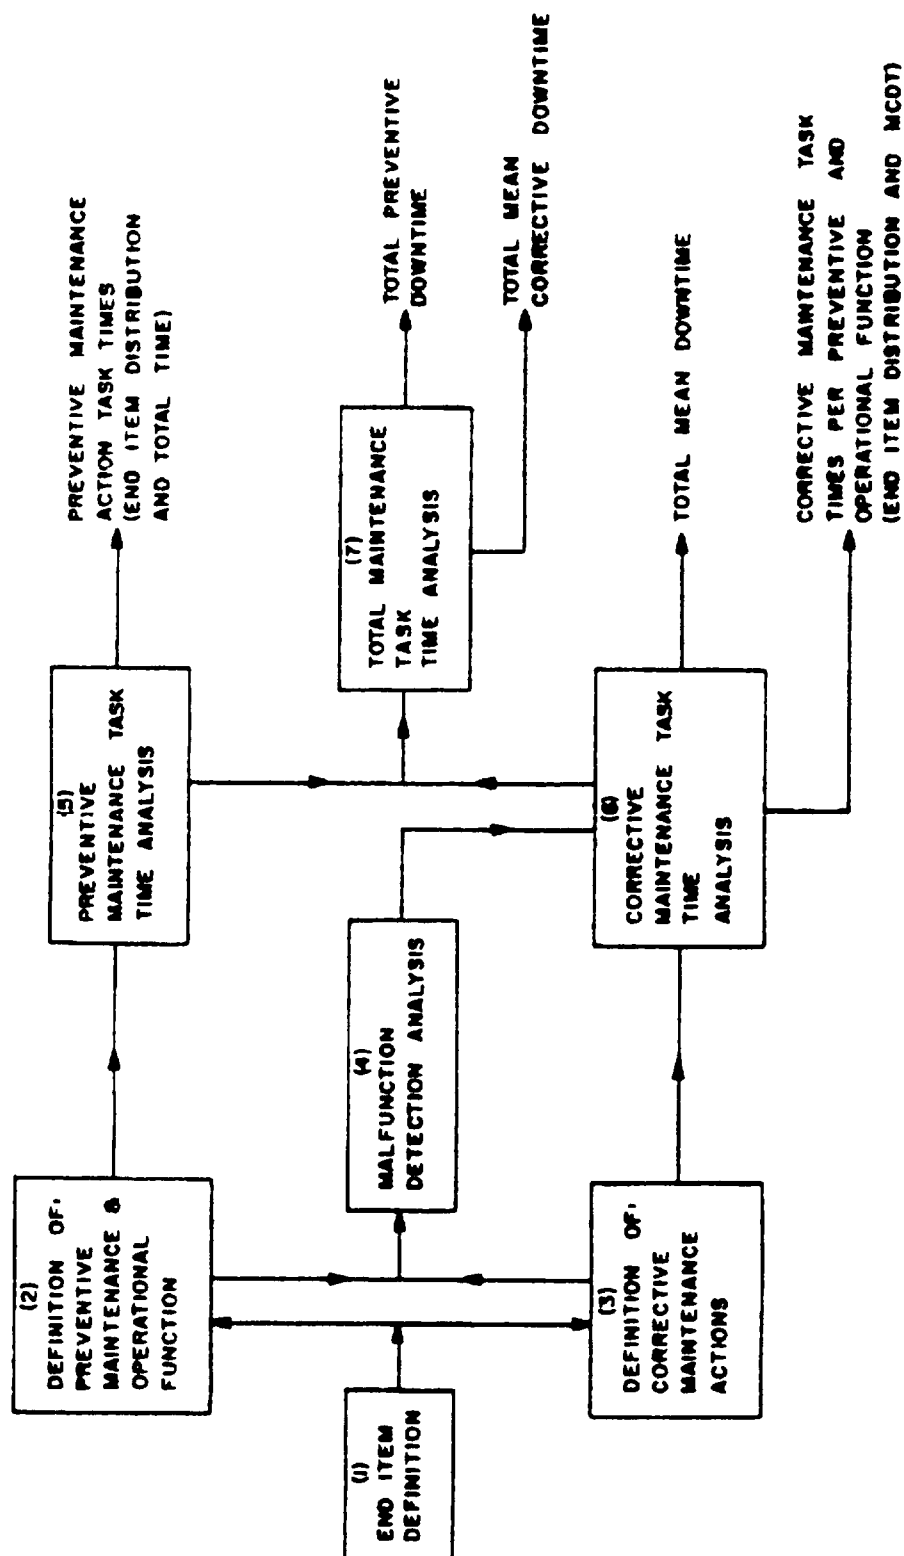 (1)
END ITEM
DEFINITION
(2)
DEFINITION OF:
PREVENTIVE
MAINTENANCE &
OPERATIONAL
FUNCTION
(3)
DEFINITION OF:
CORRECTIVE
MAINTENANCE
ACTIONS
(4)
MALFUNCTION
DETECTION ANALYSIS
(5)
PREVENTIVE
MAINTENANCE TASK
TIME ANALYSIS
(6)
CORRECTIVE
MAINTENANCE TASK
TIME
ANALYSIS
(7)
TOTAL MAINTENANCE
TASK
TIME ANALYSIS
PREVENTIVE MAINTENANCE
ACTION TASK TIMES
(END ITEM DISTRIBUTION
AND TOTAL TIME)
TOTAL PREVENTIVE
DOWNTIME
TOTAL MEAN
CORRECTIVE DOWNTIME
TOTAL MEAN DOWNTIME
CORRECTIVE MAINTENANCE TASK
TIMES PER PREVENTIVE AND
OPERATIONAL FUNCTION
(END ITEM DISTRIBUTION AND MCDT)